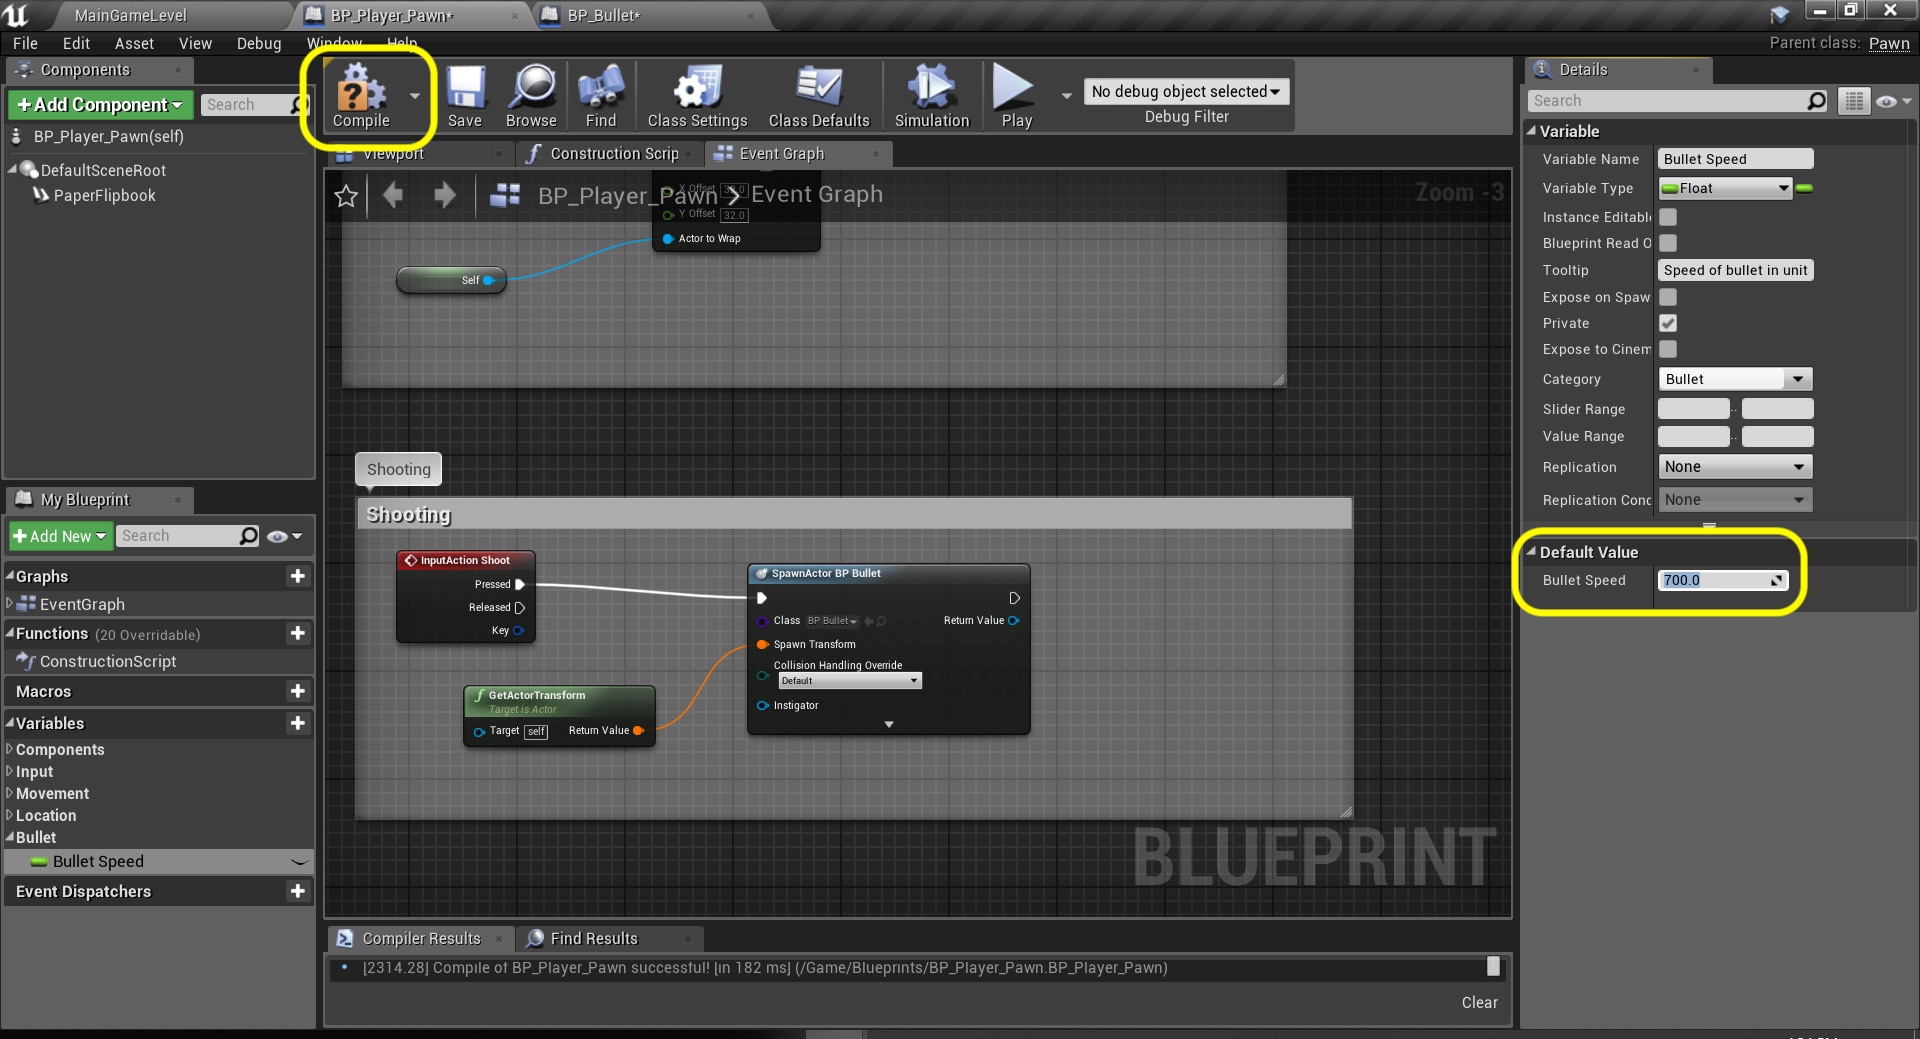 MainGameLevel
BP_Player_Pawn*
BP_Bullet*
File Edit Asset View Debug Window Help
Parent class: Pawn
Components
+Add Component
Search
BP_Player_Pawn(self)
DefaultSceneRoot
PaperFlipbook
Compile
Save
Browse
Find
Class Settings
Class Defaults
Simulation
Play
No debug object selected
Debug Filter
Viewport
Construction Scrip
Event Graph
BP_Player_Pawn > Event Graph
Zoom -3
X Offset 32.0
Y Offset 32.0
Actor to Wrap
Self
Shooting
Shooting
InputAction Shoot
Pressed
Released
Key
SpawnActor BP Bullet
Class BP Bullet
Return Value
Spawn Transform
Collision Handling Override
Default
Instigator
GetActorTransform
Target is Actor
Target self
Return Value
BLUEPRINT
My Blueprint
+Add New
Search
Graphs
EventGraph
Functions (20 Overridable)
ConstructionScript
Macros
Variables
Components
Input
Movement
Location
Bullet
Bullet Speed
Event Dispatchers
Compiler Results
Find Results
[2314.28] Compile of BP_Player_Pawn successful! [in 182 ms] (/Game/Blueprints/BP_Player_Pawn.BP_Player_Pawn)
Clear
Details
Search
Variable
Variable Name Bullet Speed
Variable Type Float
Instance Editabl
Blueprint Read O
Tooltip Speed of bullet in unit
Expose on Spaw
Private
Expose to Cinem
Category Bullet
Slider Range
Value Range
Replication None
Replication Conc None
Default Value
Bullet Speed 700.0